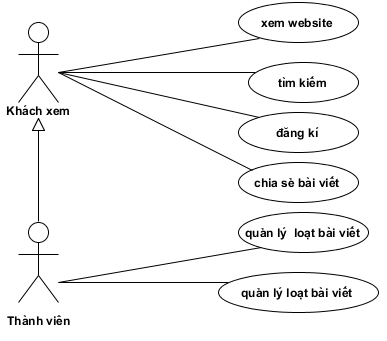 xem website
tìm kiếm
Khách xem
đăng kí
chia sẻ bài viết
quản lý loạt bài viết
quản lý loạt bài viết
Thành viên